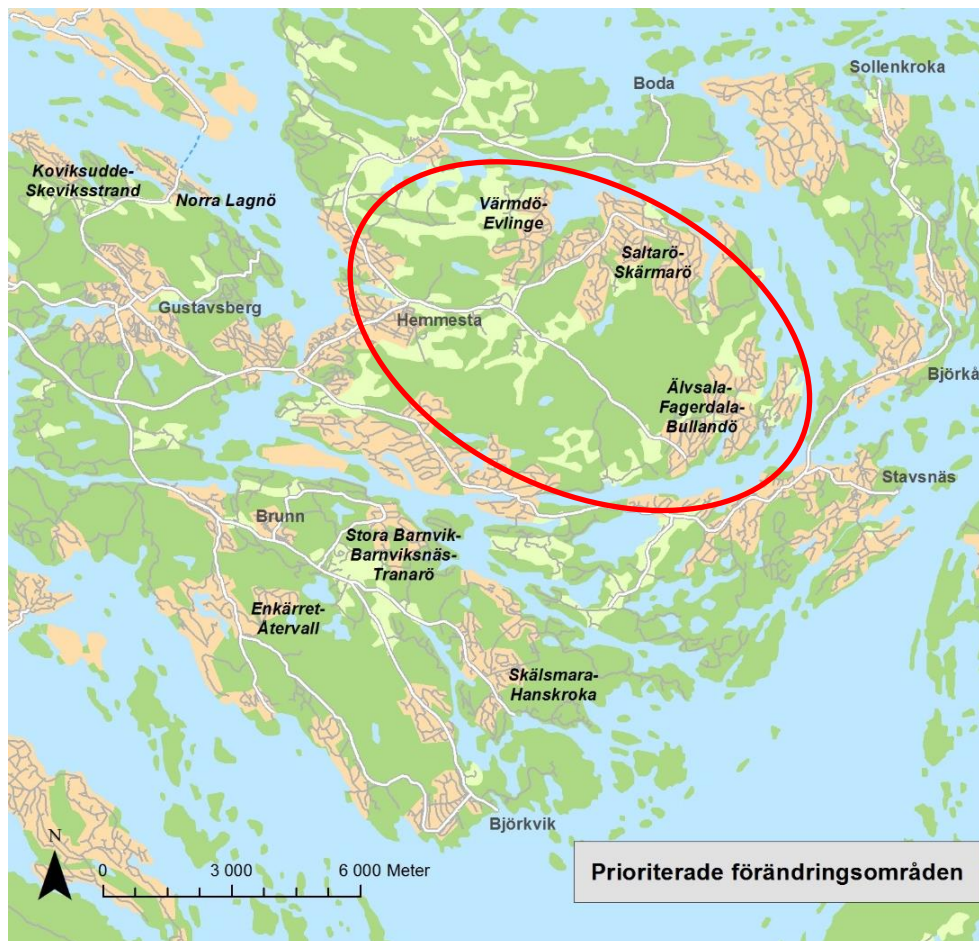 Boda
Sollenkroka
Koviksudde-
Skeviksstrand
Norra Lagnö
Värmdö-
Evlinge
Saltarö-
Skärmarö
Gustavsberg
Hemmesta
Björkå
Älvsala-
Fagerdala-
Bullandö
Stavsnäs
Brunn
Stora Barnvik-
Barnviksnäs-
Tranarö
Enkärret-
Återvall
Skälsmara-
Hanskroka
Björkvik
N
0 3 000 6 000 Meter
Prioriterade förändringsområden